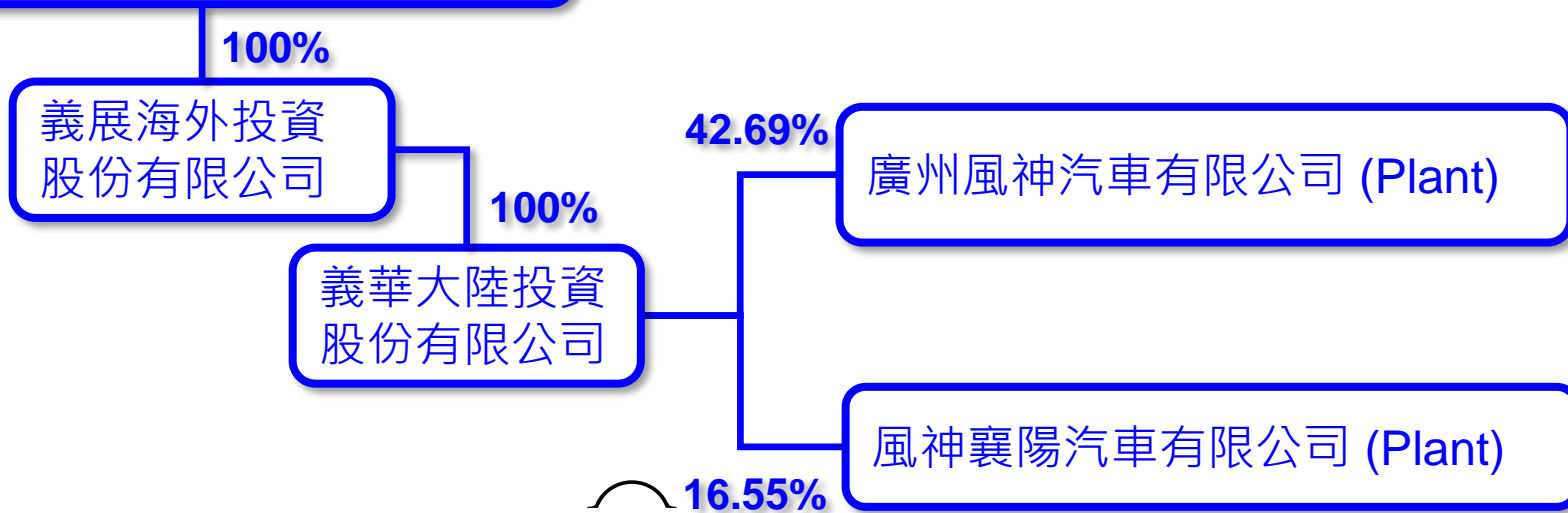 100%
義展海外投資
股份有限公司
42.69%
廣州風神汽車有限公司 (Plant)
100%
義華大陸投資
股份有限公司
風神襄陽汽車有限公司 (Plant)
16.55%